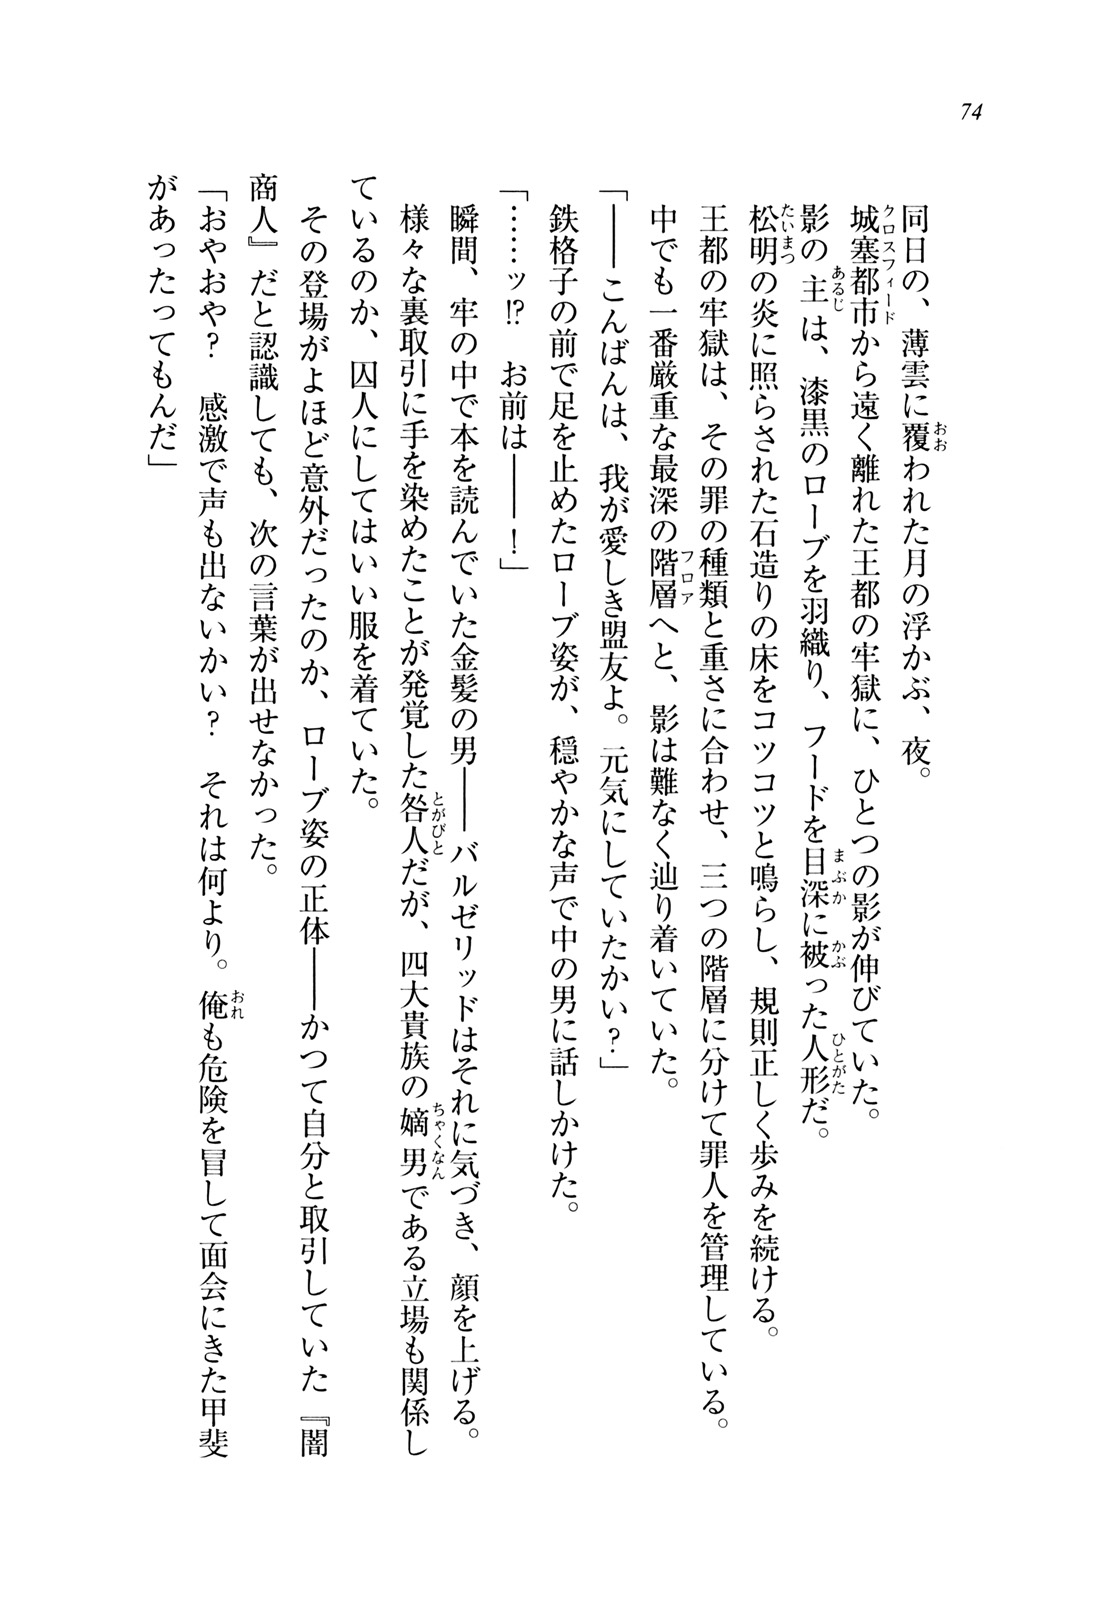 74
同日の、薄雲に覆われた月の浮かぶ、夜。
城塞都市から遠く離れた王都の牢獄に、ひとつの影が伸びていた。
影の主は、漆黒のローブを羽織り、フードを目深に被った人形だ。
松明の炎に照らされた石造りの床をコツコツと鳴らし、規則正しく歩みを続ける。
王都の牢獄は、その罪の種類と重さに合わせ、三つの階層に分けて罪人を管理している。
中でも一番厳重な最深の階層へと、影は難なく辿り着いていた。
「――こんばんは、我が愛しき盟友よ。元気にしていたかい？」
鉄格子の前で足を止めたローブ姿が、穏やかな声で中の男に話しかけた。
「……ッ!?　お前は――！」
瞬間、牢の中で本を読んでいた金髪の男――バルゼリッドはそれに気づき、顔を上げる。
様々な裏取引に手を染めたことが発覚した咎人だが、四大貴族の嫡男である立場も関係し
ているのか、囚人にしてはいい服を着ていた。
その登場がよほど意外だったのか、ローブ姿の正体――かつて自分と取引していた『闇
商人』だと認識しても、次の言葉が出せなかった。
「おやおや？　感激で声も出ないかい？　それは何より。俺も危険を冒して面会にきた甲斐
があったってもんだ」